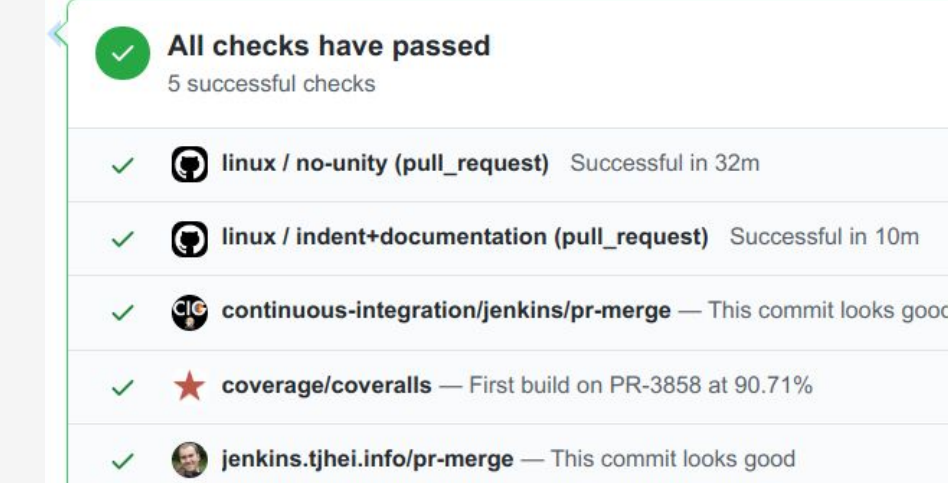 All checks have passed
5 successful checks
linux / no-unity (pull_request) Successful in 32m
linux / indent+documentation (pull_request) Successful in 10m
CIG continuous-integration/jenkins/pr-merge — This commit looks good
coverage/coveralls — First build on PR-3858 at 90.71%
jenkins.tjhei.info/pr-merge — This commit looks good